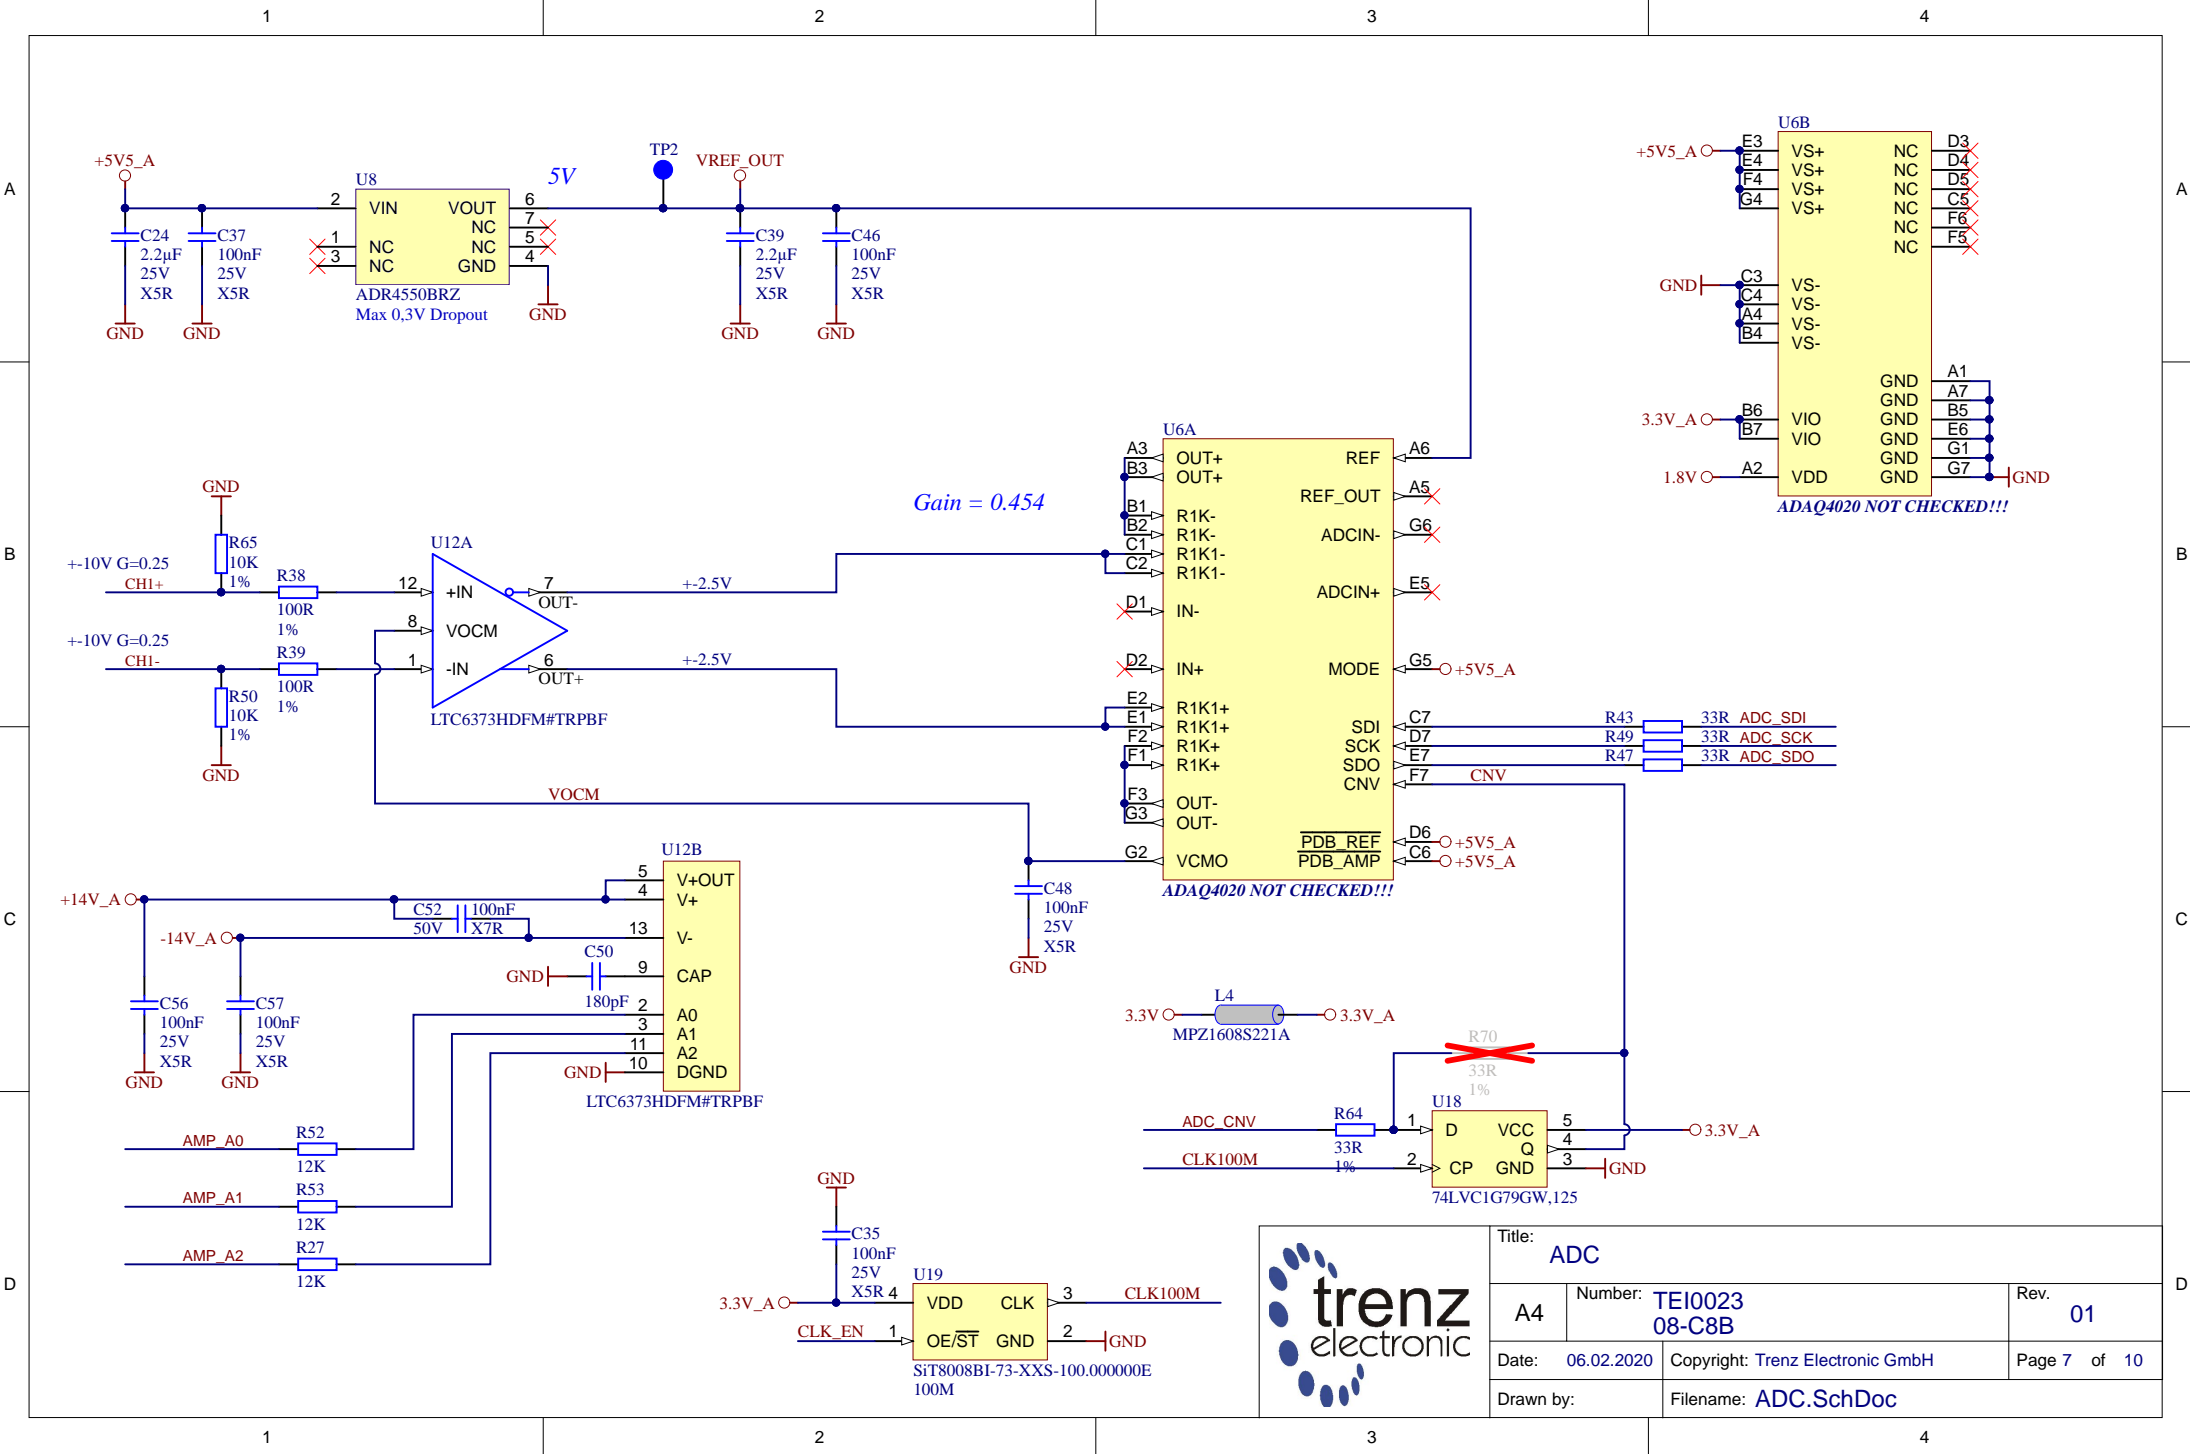 1 2 3 4
A
B
C
D
A
B
C
D
+5V5_A
C24
2.2µF
25V
X5R
GND
C37
100nF
25V
X5R
GND
U8
2 VIN VOUT 6
NC 7
1 NC NC 5
3 NC GND 4
ADR4550BRZ
Max 0,3V Dropout
GND
5V
TP2
VREF_OUT
C39
2.2µF
25V
X5R
GND
C46
100nF
25V
X5R
GND
U6B
+5V5_A
E3 VS+ NC D3
E4 VS+ NC D4
F4 VS+ NC D5
G4 VS+ NC C5
NC F6
NC F5
GND
C3 VS-
C4 VS-
A4 VS-
B4 VS-
GND A1
GND A7
3.3V_A B6 VIO GND B5
B7 VIO GND E6
GND G1
1.8V A2 VDD GND G7 GND
ADAQ4020 NOT CHECKED!!!
GND
R65
10K
1%
+-10V G=0.25
CH1+
R38
100R
1%
+-10V G=0.25
CH1-
R39
100R
1%
R50
10K
1%
GND
U12A
12 +IN 7
OUT-
8 VOCM
1 -IN 6
OUT+
LTC6373HDFM#TRPBF
+-2.5V
+-2.5V
VOCM
Gain = 0.454
U6A
A3 OUT+ REF A6
B3 OUT+
REF_OUT A5
B1 R1K-
B2 R1K- ADCIN- G6
C1 R1K1-
C2 R1K1-
ADCIN+ E5
D1 IN-
D2 IN+ MODE G5 +5V5_A
E2 R1K1+
E1 R1K1+ SDI C7
F2 R1K+ SCK D7
F1 R1K+ SDO E7
CNV F7 CNV
F3 OUT-
G3 OUT-
PDB_REF D6 +5V5_A
G2 VCMO PDB_AMP C6 +5V5_A
ADAQ4020 NOT CHECKED!!!
R43 33R ADC_SDI
R49 33R ADC_SCK
R47 33R ADC_SDO
C48
100nF
25V
X5R
GND
U12B
5 V+OUT
4 V+
13 V-
9 CAP
2 A0
3 A1
11 A2
10 DGND
LTC6373HDFM#TRPBF
+14V_A
-14V_A
C52 100nF
50V X7R
C50
180pF
GND
GND
C56
100nF
25V
X5R
GND
C57
100nF
25V
X5R
GND
AMP_A0 R52
12K
AMP_A1 R53
12K
AMP_A2 R27
12K
L4
3.3V 3.3V_A
MPZ1608S221A
R70
33R
1%
U18
ADC_CNV R64
33R
1%
CLK100M
1 D VCC 5 3.3V_A
Q 4
2 CP GND 3 GND
74LVC1G79GW,125
GND
C35
100nF
25V
X5R
U19
3.3V_A 4 VDD CLK 3 CLK100M
CLK_EN 1 OE/ST GND 2 GND
SiT8008BI-73-XXS-100.000000E
100M
trenz
electronic
Title:
ADC
A4
Number: TEI0023
08-C8B
Rev.
01
Date: 06.02.2020
Copyright: Trenz Electronic GmbH
Page 7 of 10
Drawn by:
Filename: ADC.SchDoc
1 2 3 4